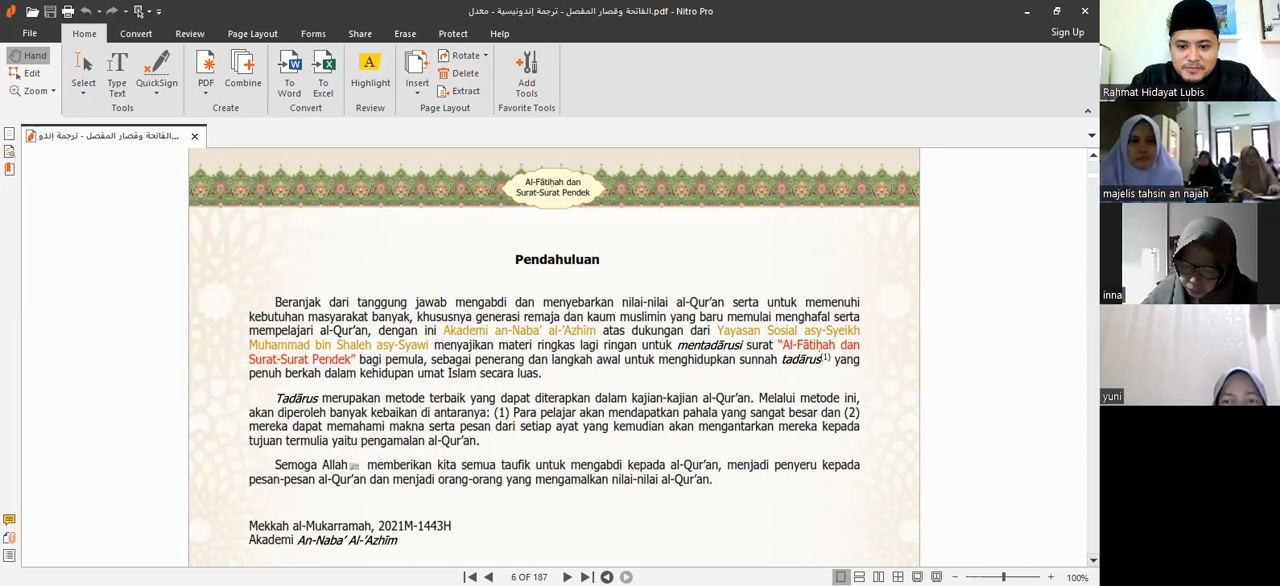 الفاتحة وقصار المفصل - ترجمة إندونيسية - معدل.pdf - Nitro Pro
File
Home
Convert
Review
Page Layout
Forms
Share
Erase
Protect
Help
Sign Up
Hand
Edit
Zoom
Select
Type Text
QuickSign
Tools
PDF
Combine
Create
To Word
To Excel
Convert
Highlight
Review
Insert
Rotate
Delete
Extract
Page Layout
Add Tools
Favorite Tools
الفاتحة وقصار المفصل - ترجمة إندو...
Al-Fātiḥah dan
Surat-Surat Pendek
Pendahuluan
Beranjak dari tanggung jawab mengabdi dan menyebarkan nilai-nilai al-Qur’an serta untuk memenuhi
kebutuhan masyarakat banyak, khususnya generasi remaja dan kaum muslimin yang baru memulai menghafal serta
mempelajari al-Qur’an, dengan ini Akademi an-Naba’ al-’Azhīm atas dukungan dari Yayasan Sosial asy-Syeikh
Muhammad bin Shaleh asy-Syawi menyajikan materi ringkas lagi ringan untuk mentadārusi surat “Al-Fātiḥah dan
Surat-Surat Pendek” bagi pemula, sebagai penerang dan langkah awal untuk menghidupkan sunnah tadārus(1) yang
penuh berkah dalam kehidupan umat Islam secara luas.
Tadārus merupakan metode terbaik yang dapat diterapkan dalam kajian-kajian al-Qur’an. Melalui metode ini,
akan diperoleh banyak kebaikan di antaranya: (1) Para pelajar akan mendapatkan pahala yang sangat besar dan (2)
mereka dapat memahami makna serta pesan dari setiap ayat yang kemudian akan mengantarkan mereka kepada
tujuan termulia yaitu pengamalan al-Qur’an.
Semoga Allah memberikan kita semua taufik untuk mengabdi kepada al-Qur’an, menjadi penyeru kepada
pesan-pesan al-Qur’an dan menjadi orang-orang yang mengamalkan nilai-nilai al-Qur’an.
Mekkah al-Mukarramah, 2021M-1443H
Akademi An-Naba’ Al-’Azhīm
6 OF 187
100%
Rahmat Hidayat Lubis
majelis tahsin an najah
inna
yuni